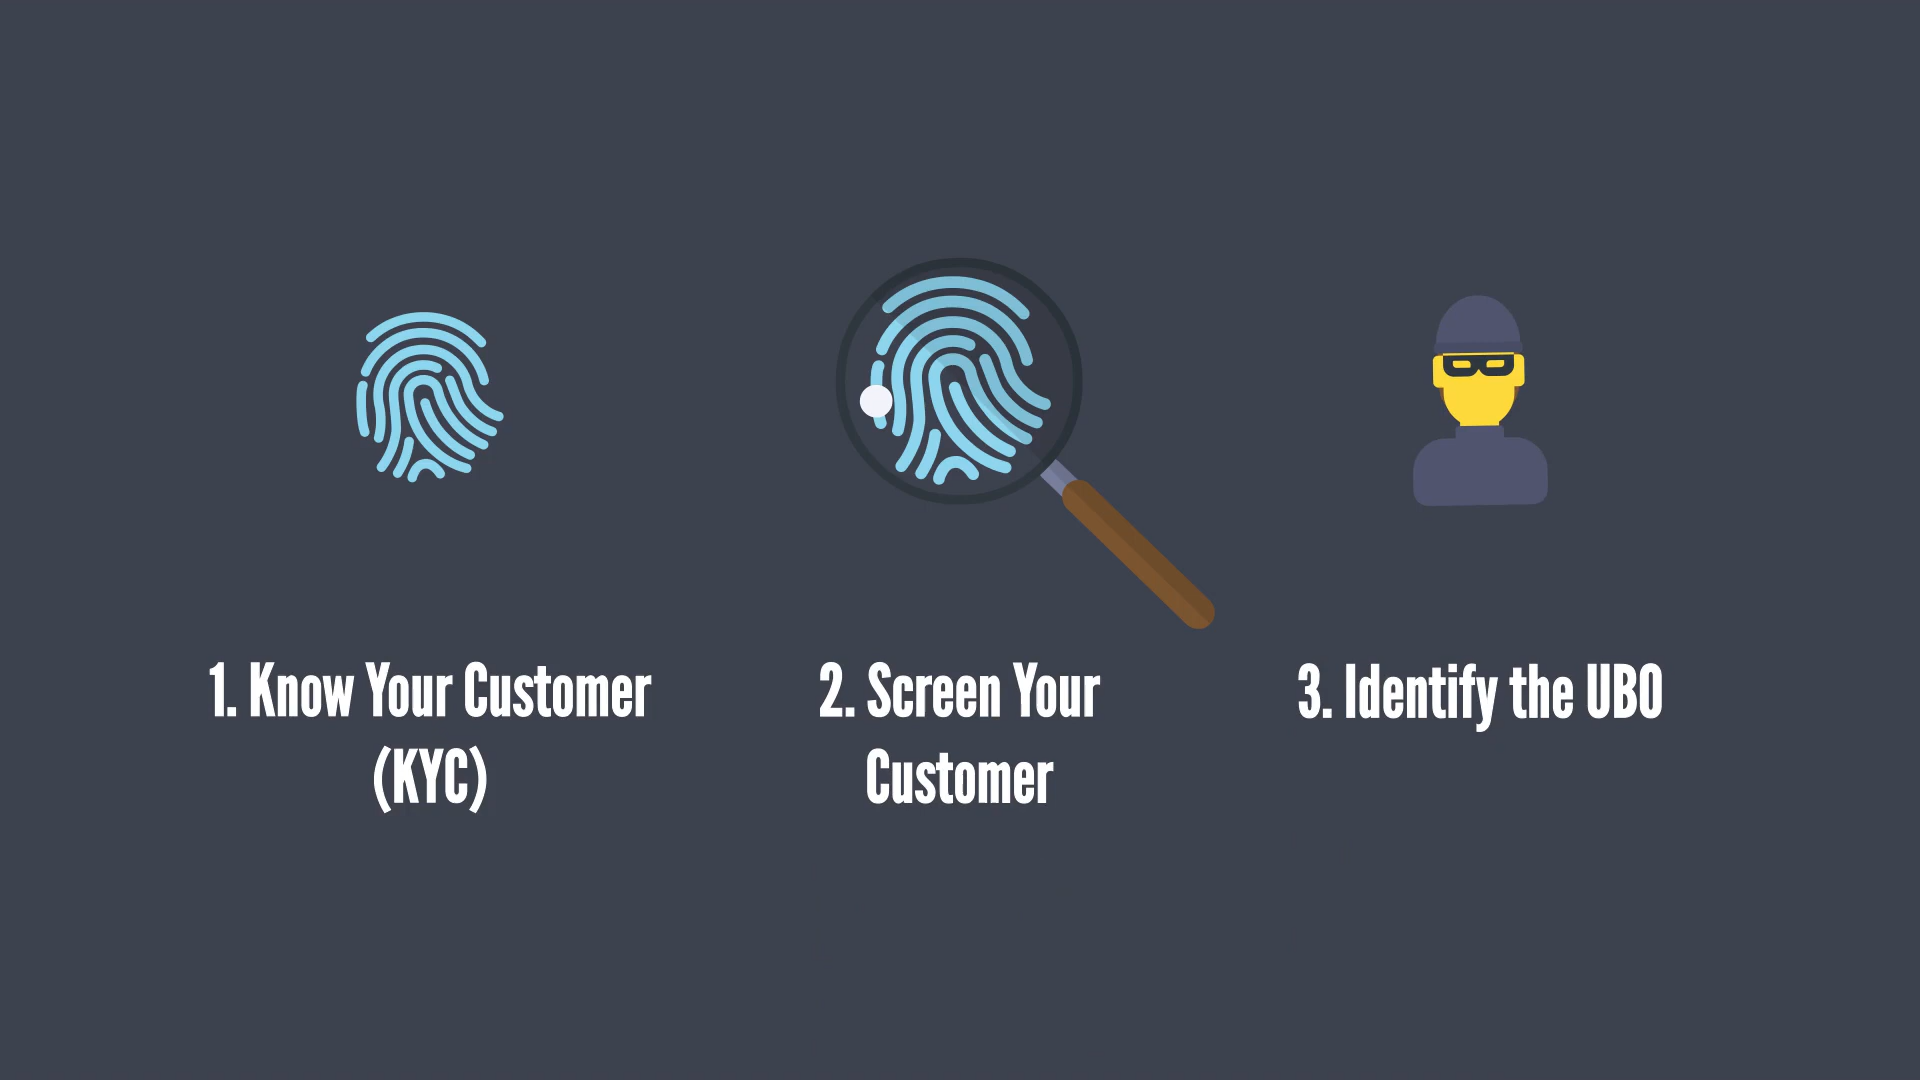 1. Know Your Customer
(KYC)
2. Screen Your
Customer
3. Identify the UBO